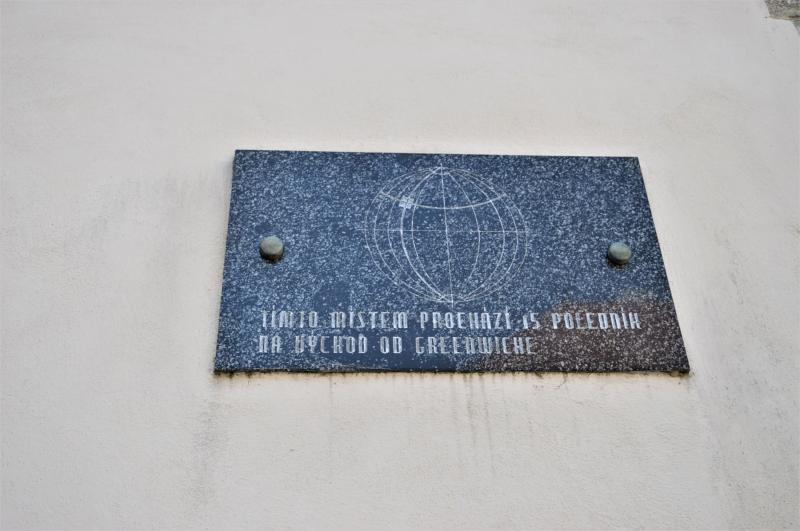 TÍMTO MÍSTEM PROCHÁZÍ 15 POLEDNÍK
NA VÝCHOD OD GREENWICHE